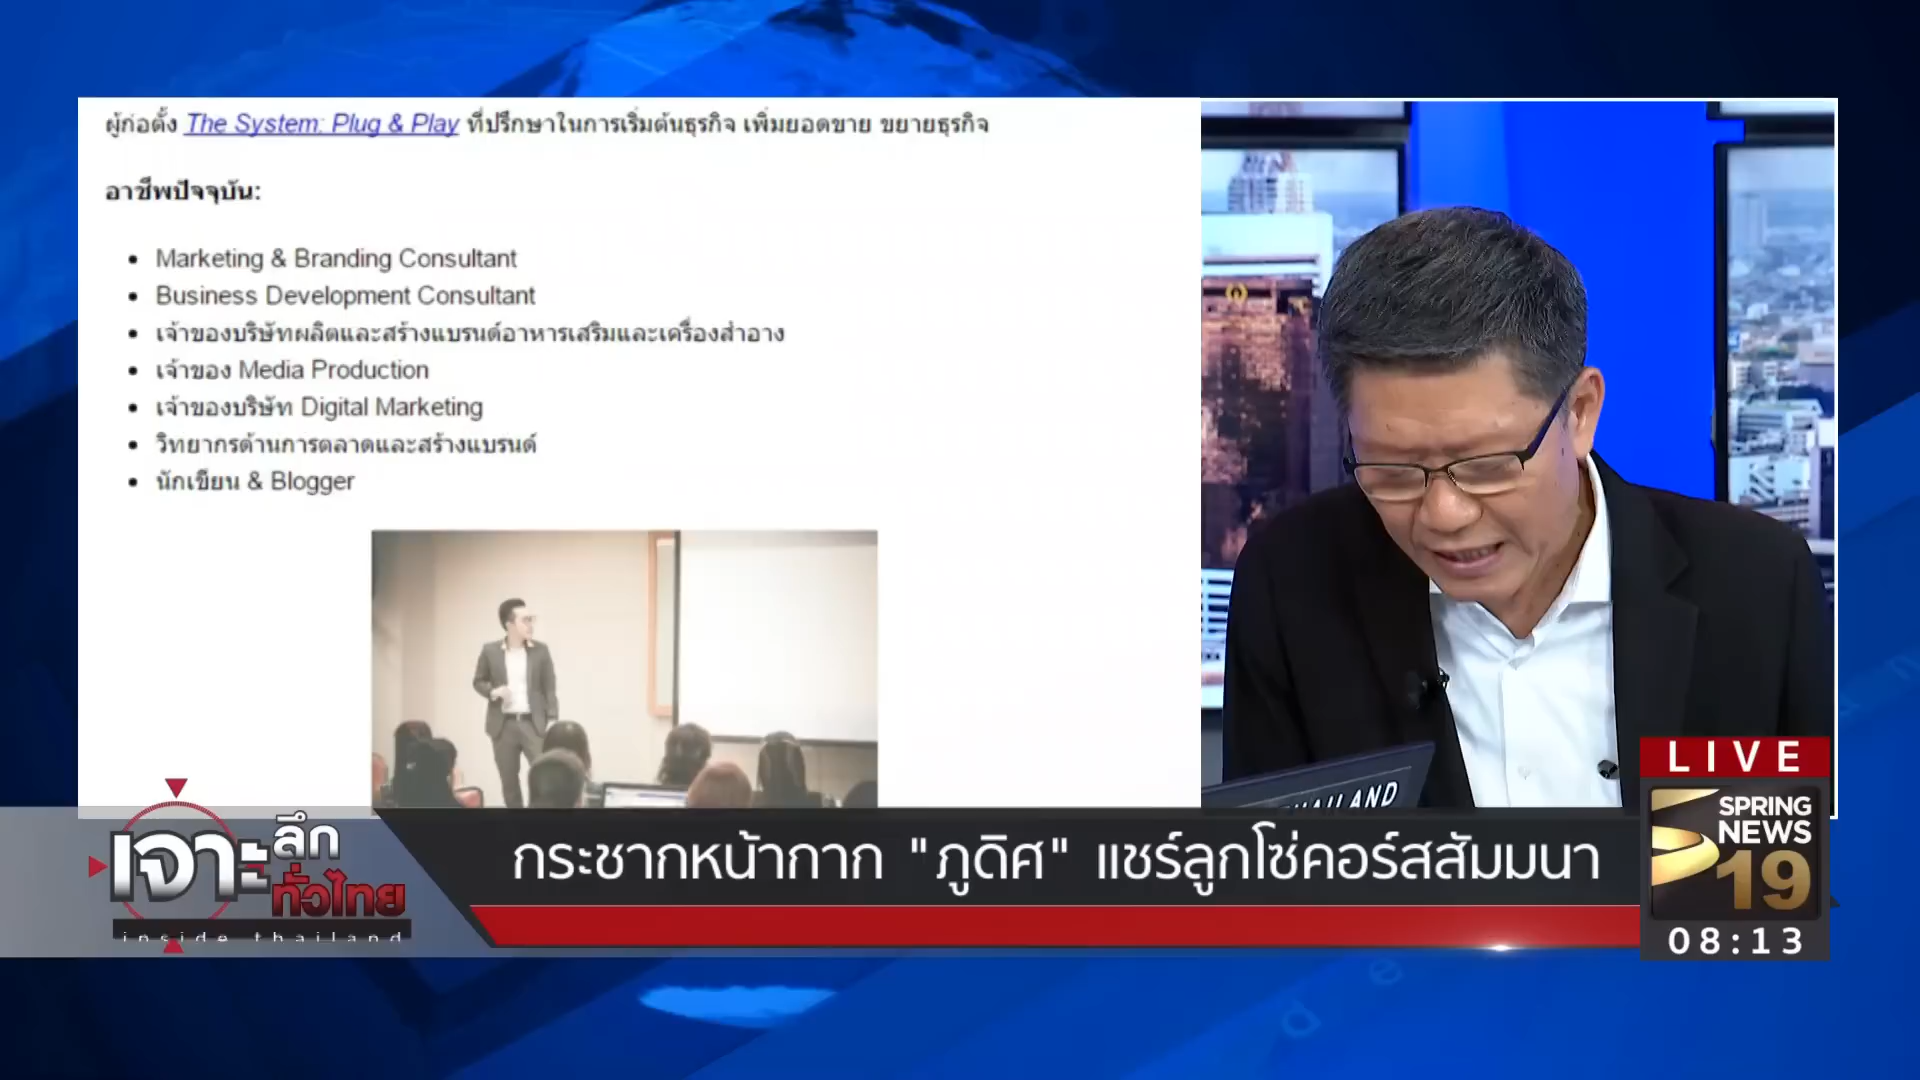 ผู้ก่อตั้ง The System: Plug & Play ที่ปรึกษาในการเริ่มต้นธุรกิจ เพิ่มยอดขาย ขยายธุรกิจ
อาชีพปัจจุบัน:
Marketing & Branding Consultant
Business Development Consultant
เจ้าของบริษัทผลิตและสร้างแบรนด์อาหารเสริมและเครื่องสำอาง
เจ้าของ Media Production
เจ้าของบริษัท Digital Marketing
วิทยากรด้านการตลาดและสร้างแบรนด์
นักเขียน & Blogger
THAILAND
LIVE
SPRING
NEWS
19
08:13
เจาะลึก
ทั่วไทย
inside thailand
กระชากหน้ากาก "ภูดิศ" แชร์ลูกโซ่คอร์สสัมมนา